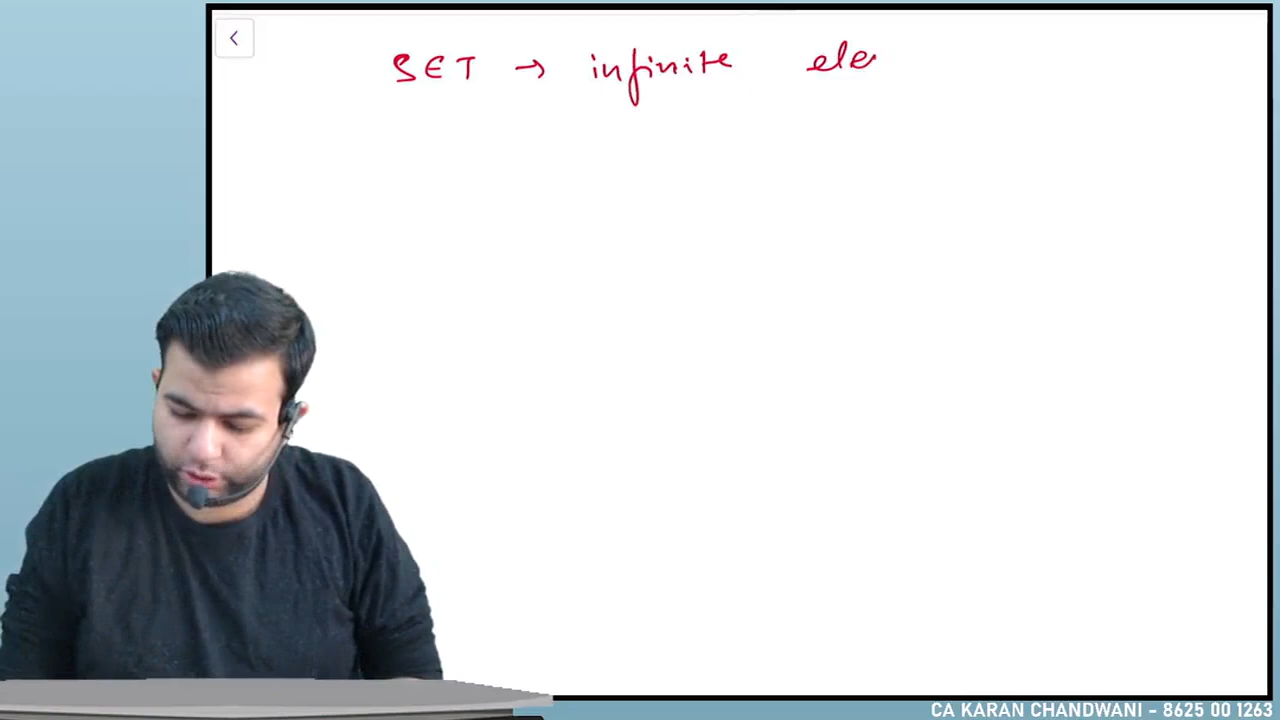 SET → infinite ele
CA KARAN CHANDWANI - 8625 00 1263